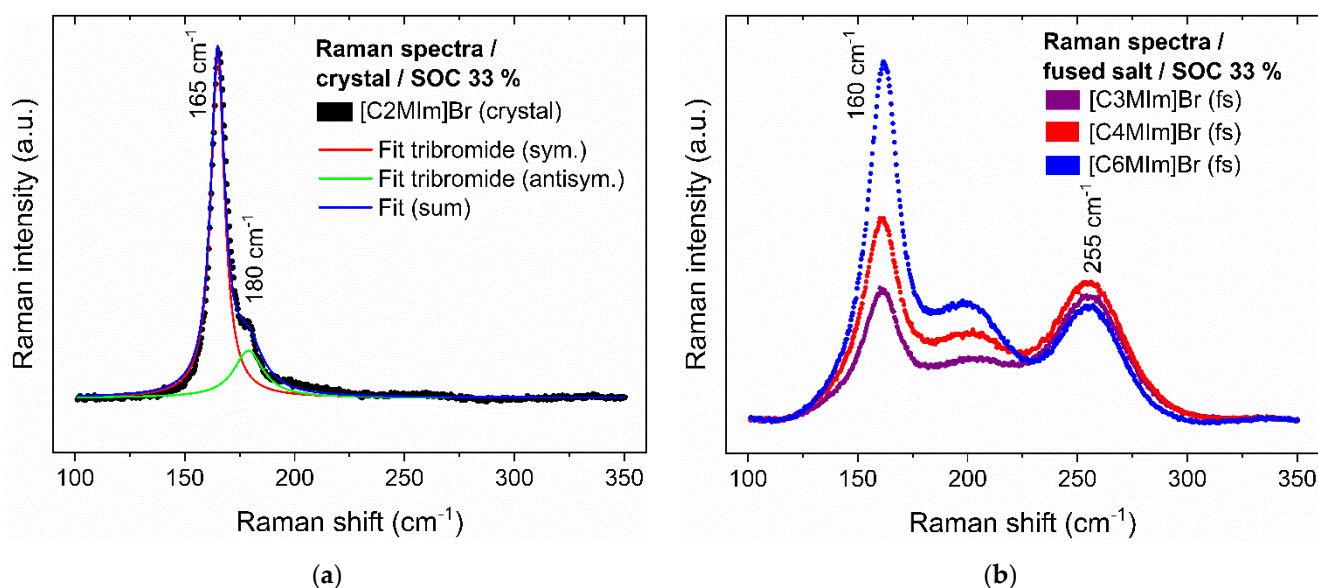 Raman spectra /
crystal / SOC 33 %
[C2MIm]Br (crystal)
Fit tribromide (sym.)
Fit tribromide (antisym.)
Fit (sum)
165 cm⁻¹
180 cm⁻¹
Raman intensity (a.u.)
100 150 200 250 300 350
Raman shift (cm⁻¹)
(a)
Raman spectra /
fused salt / SOC 33 %
[C3MIm]Br (fs)
[C4MIm]Br (fs)
[C6MIm]Br (fs)
160 cm⁻¹
255 cm⁻¹
Raman intensity (a.u.)
100 150 200 250 300 350
Raman shift (cm⁻¹)
(b)